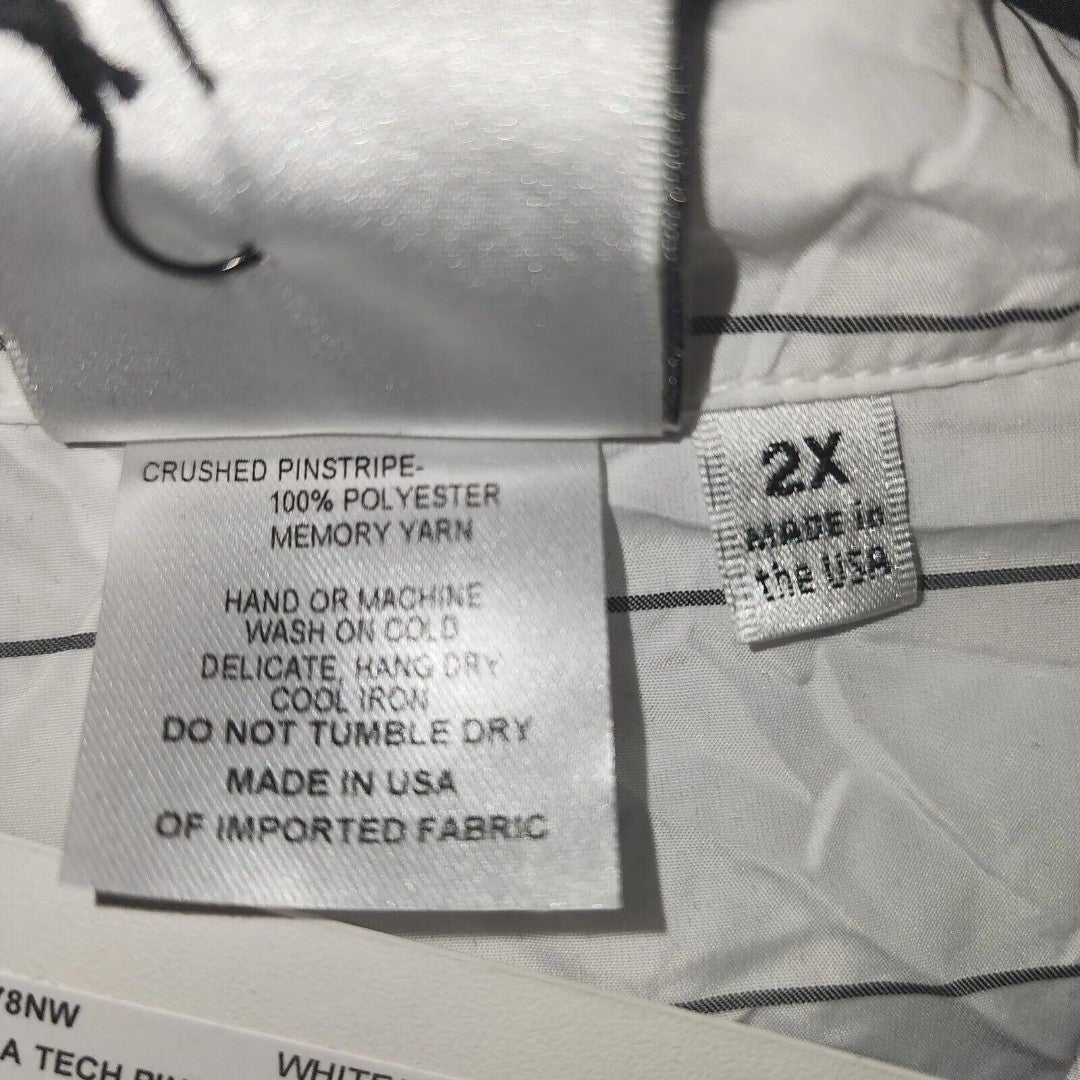 CRUSHED PINSTRIPE-
100% POLYESTER
MEMORY YARN
HAND OR MACHINE
WASH ON COLD
DELICATE, HANG DRY
COOL IRON
DO NOT TUMBLE DRY
MADE IN USA
OF IMPORTED FABRIC
2X
MADE in
the USA
78NW
A TECH